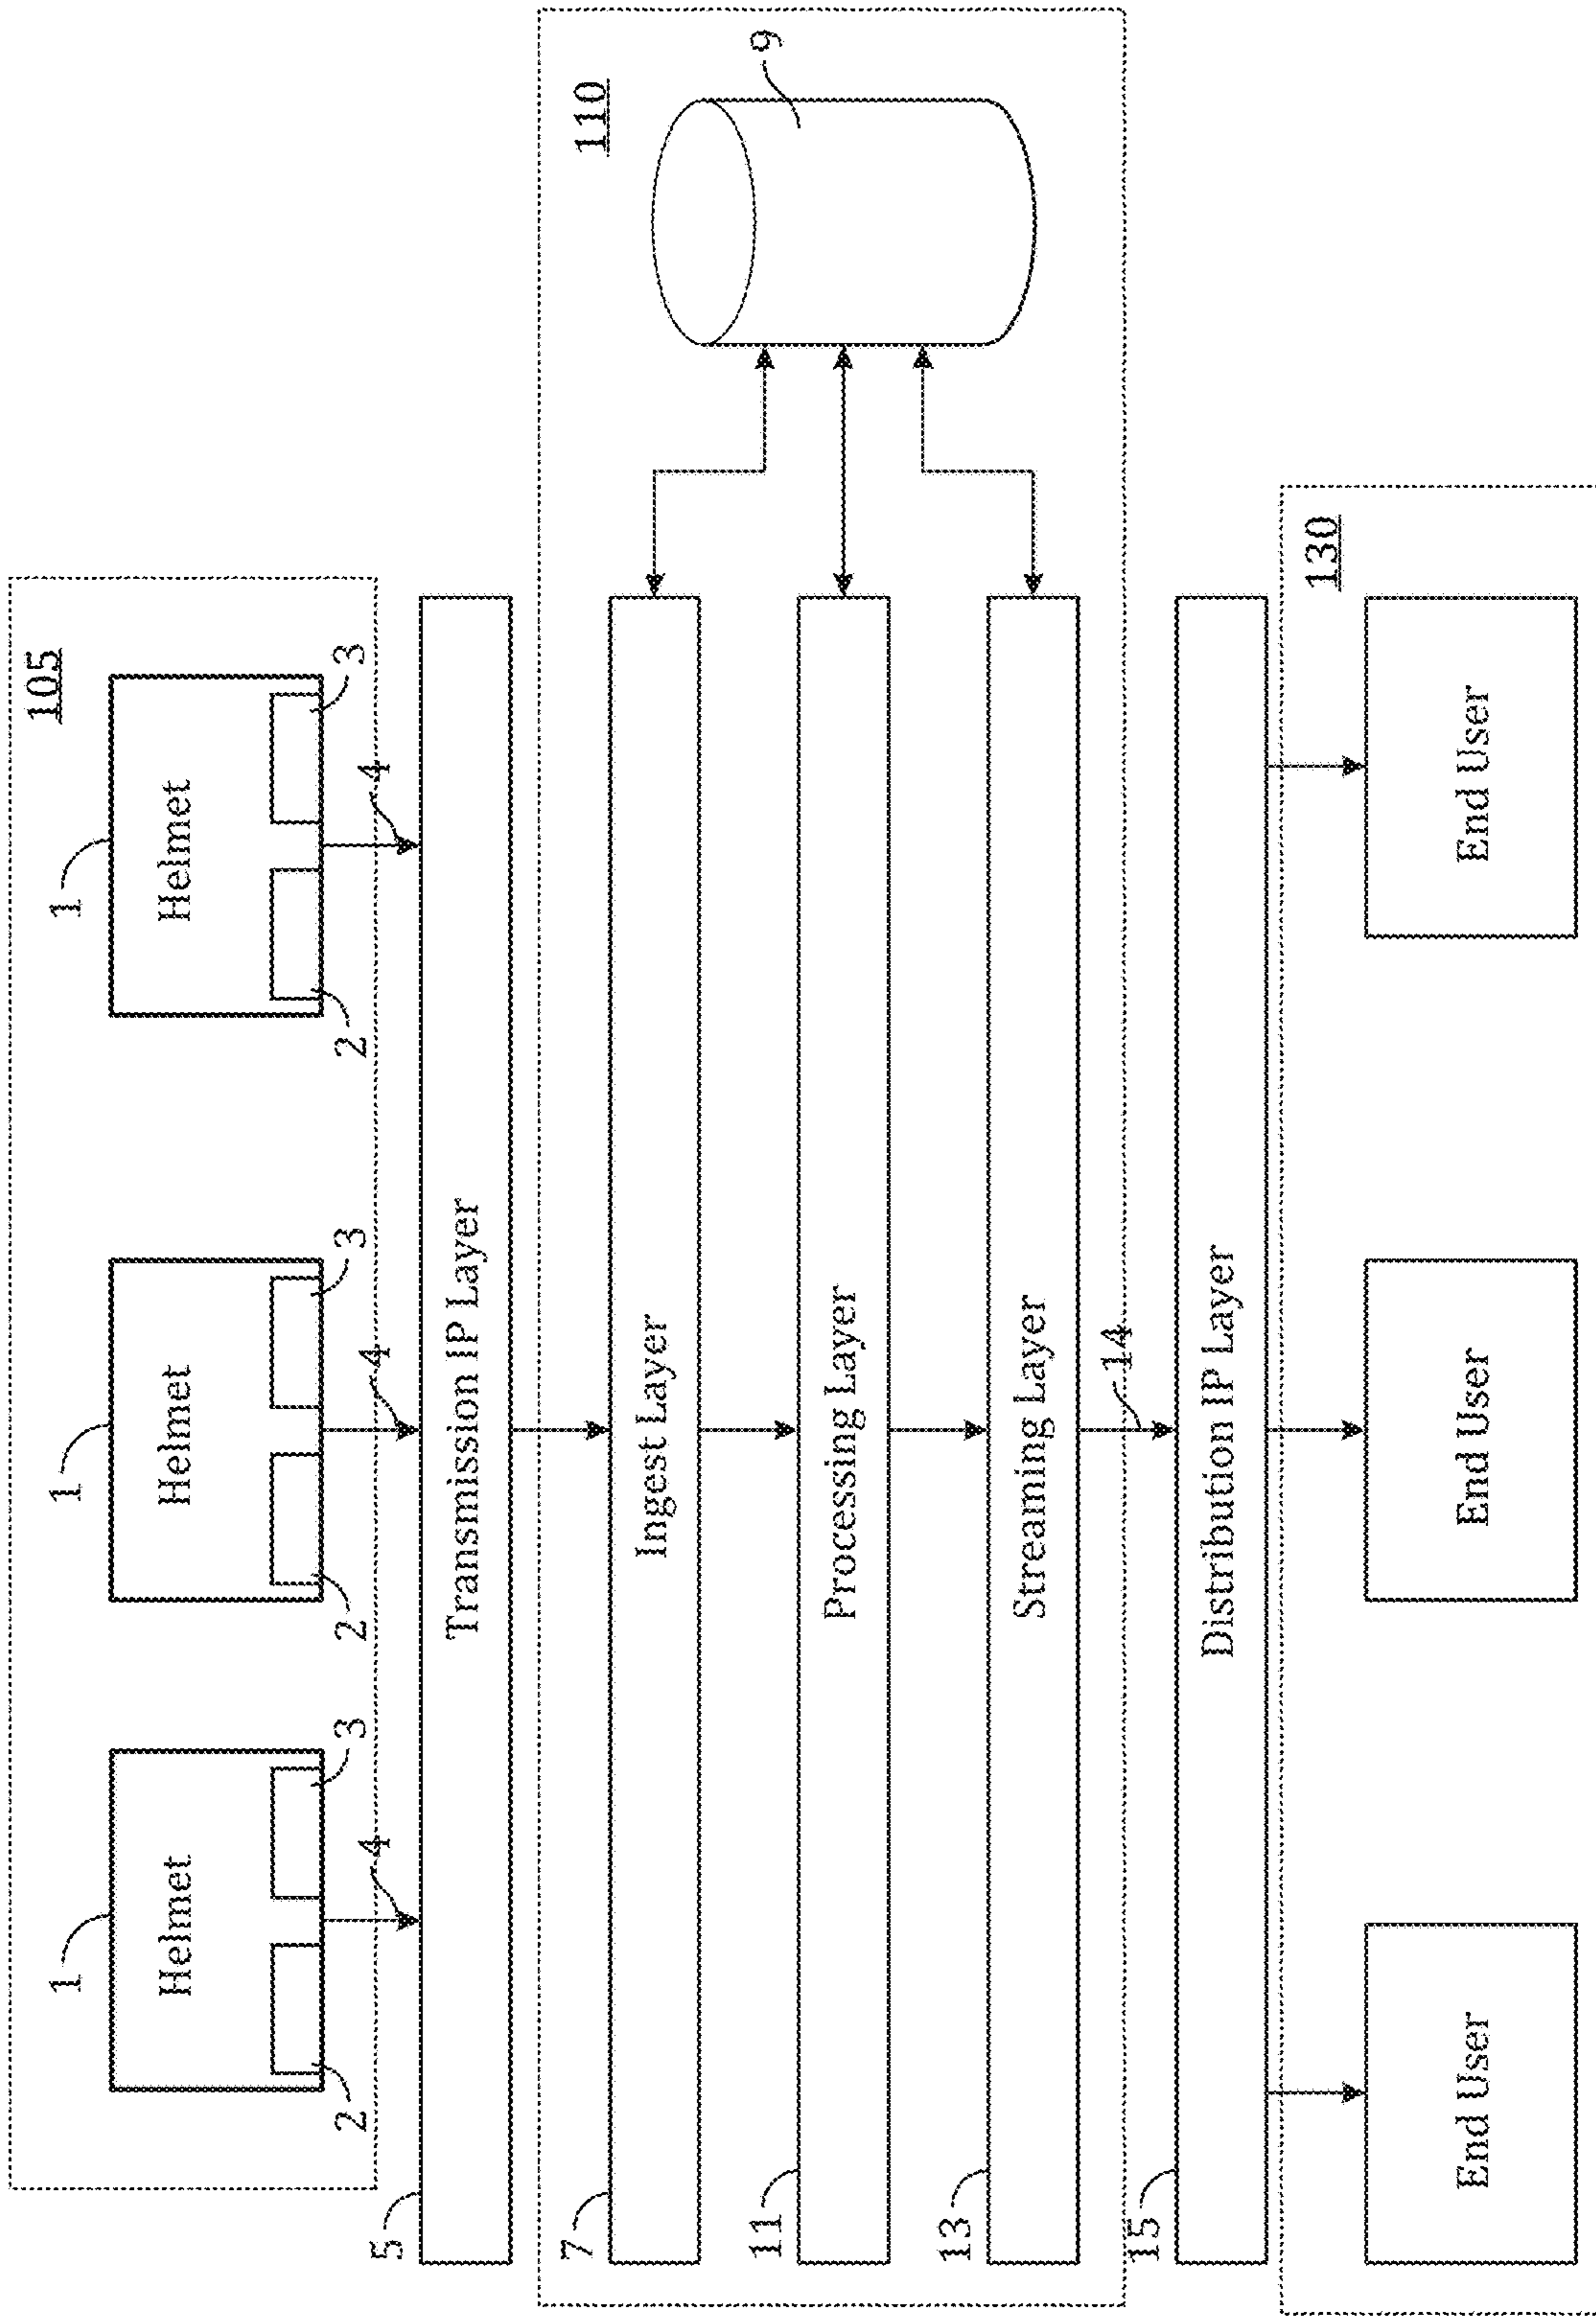 105
1
1
1
Helmet
Helmet
Helmet
2
3
2
3
2
3
4
4
4
5
Transmission IP Layer
110
7
Ingest Layer
9
11
Processing Layer
13
Streaming Layer
14
15
Distribution IP Layer
130
End User
End User
End User